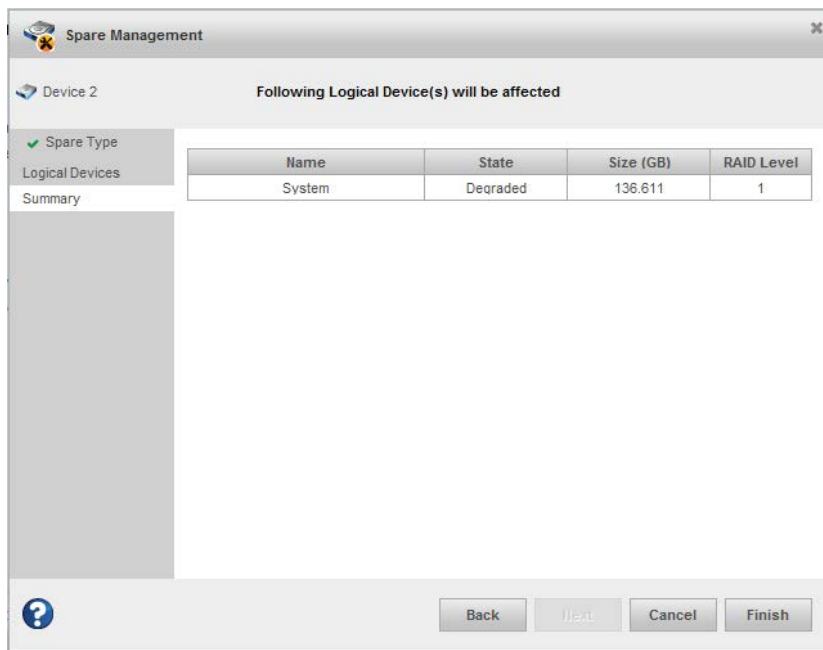 Spare Management
Device 2
Following Logical Device(s) will be affected
Spare Type
Logical Devices
Summary
Name State Size (GB) RAID Level
System Degraded 136.611 1
?
Back Next Cancel Finish